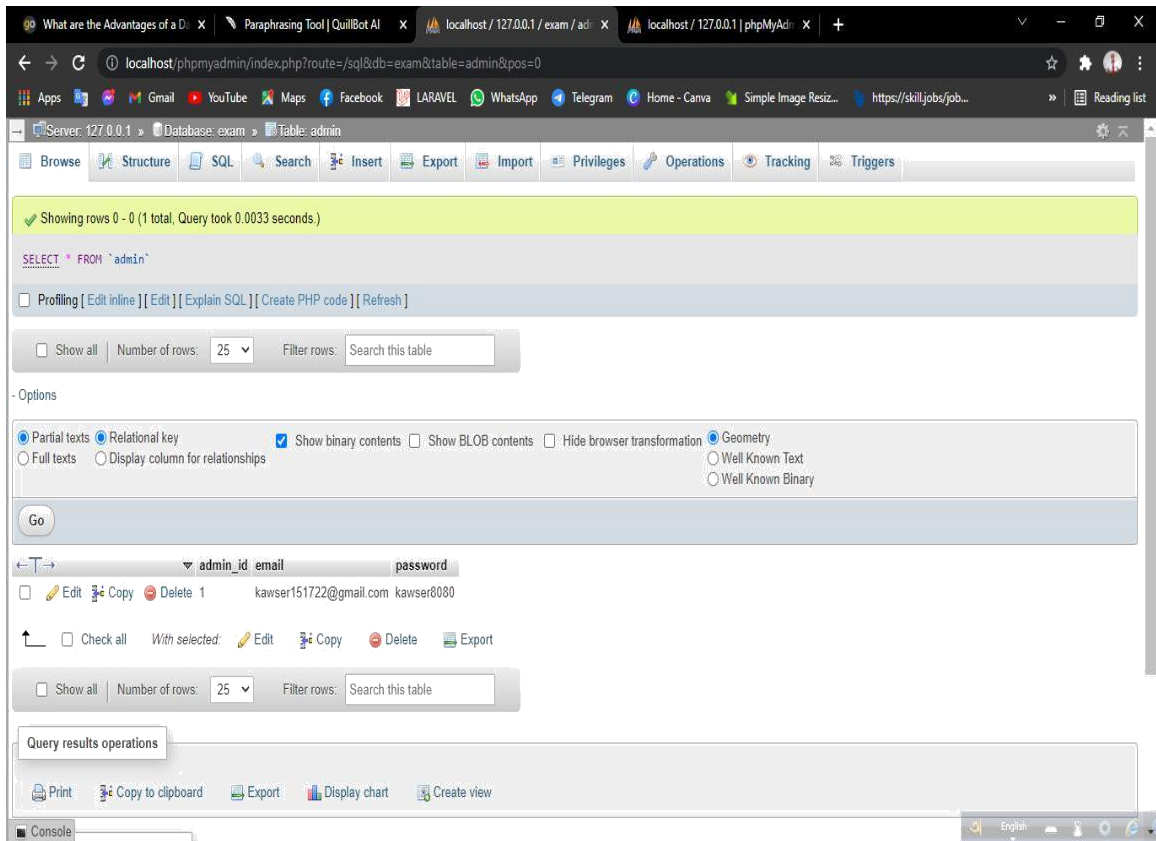 What are the Advantages of a Da
Paraphrasing Tool | QuillBot AI
localhost / 127.0.0.1 / exam / adm
localhost / 127.0.0.1 | phpMyAdm
localhost/phpmyadmin/index.php?route=/sql&db=exam&table=admin&pos=0
Apps Gmail YouTube Maps Facebook LARAVEL WhatsApp Telegram Home - Canva Simple Image Resiz... https://skill.jobs/job... » Reading list
Server: 127.0.0.1 » Database: exam » Table: admin
Browse Structure SQL Search Insert Export Import Privileges Operations Tracking Triggers
Showing rows 0 - 0 (1 total, Query took 0.0033 seconds.)
SELECT * FROM `admin`
Profiling [ Edit inline ] [ Edit ] [ Explain SQL ] [ Create PHP code ] [ Refresh ]
Show all | Number of rows: 25 Filter rows: Search this table
- Options
Partial texts Relational key Show binary contents Show BLOB contents Hide browser transformation Geometry
Full texts Display column for relationships Well Known Text
Well Known Binary
Go
←T→ admin_id email password
Edit Copy Delete 1 kawser151722@gmail.com kawser8080
Check all With selected: Edit Copy Delete Export
Show all | Number of rows: 25 Filter rows: Search this table
Query results operations
Print Copy to clipboard Export Display chart Create view
Console
English